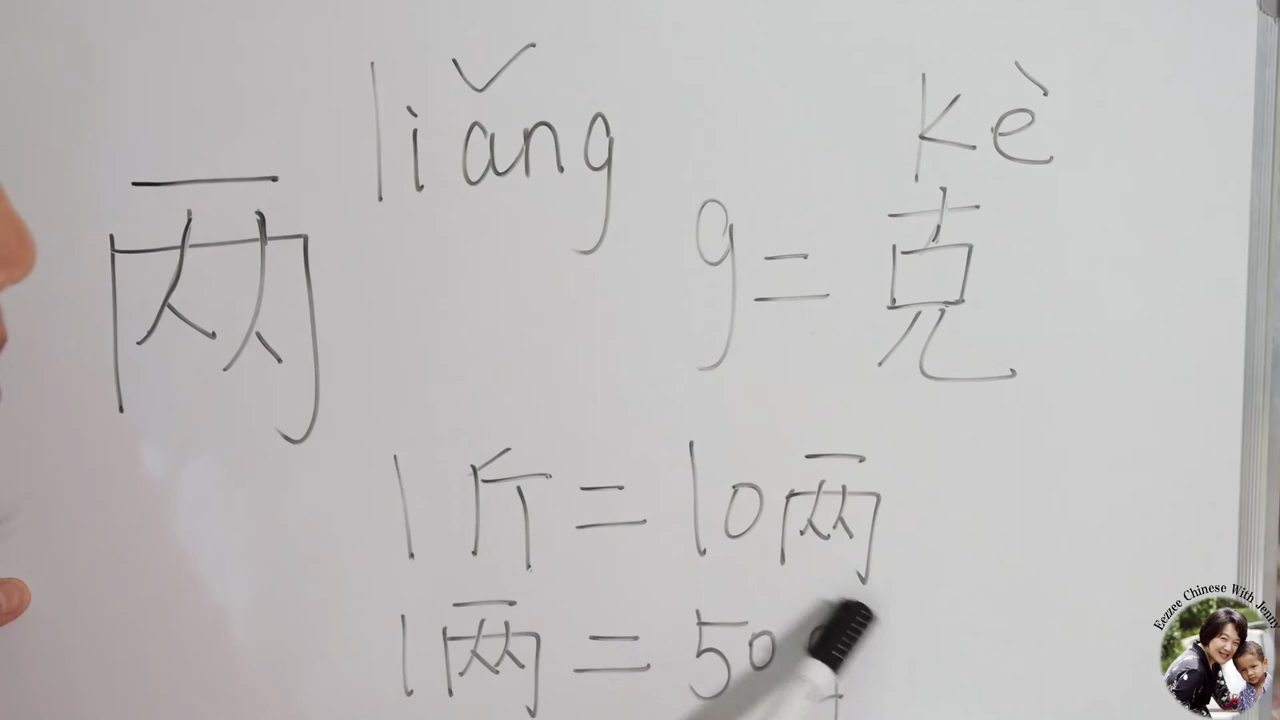 liǎng kè
两 g=克
1斤=10两
1两=50
Eezzee Chinese With Jenny